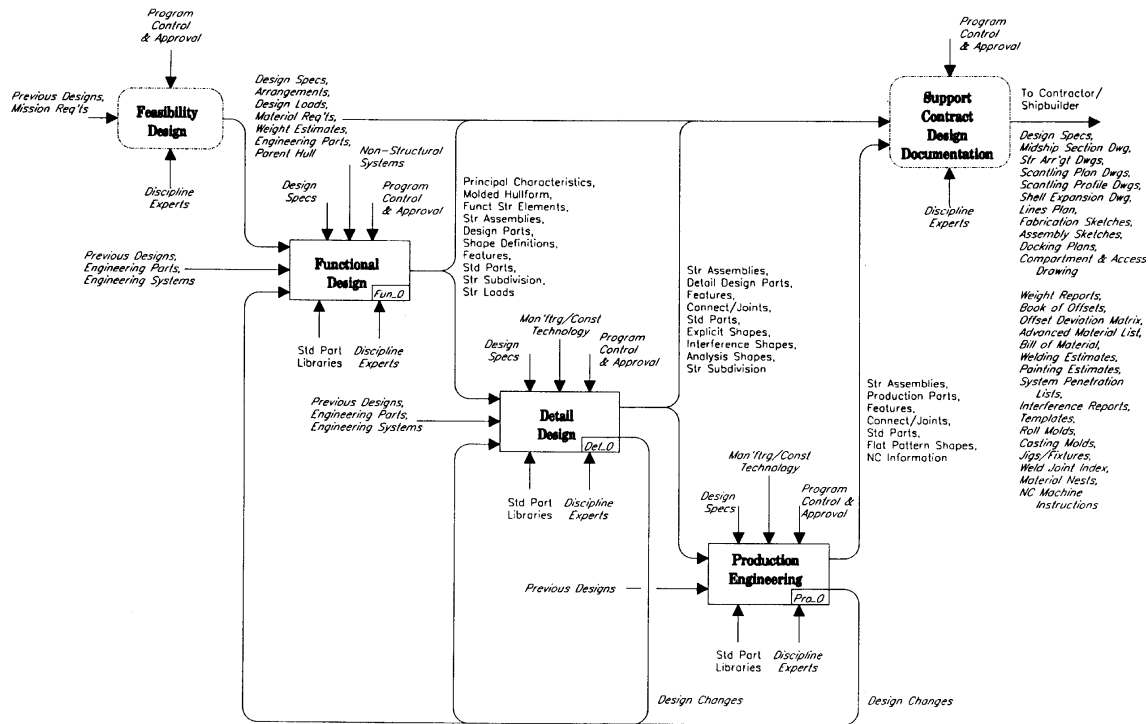 Program
Control
& Approval
Previous Designs,
Mission Req'ts
Feasibility
Design
Discipline
Experts
Design Specs,
Arrangements,
Design Loads,
Material Req'ts,
Weight Estimates,
Engineering Parts,
Parent Hull
Non-Structural
Systems
Design
Specs
Program
Control
& Approval
Previous Designs,
Engineering Parts,
Engineering Systems
Functional
Design
Fun_0
Std Part
Libraries
Discipline
Experts
Principal Characteristics,
Molded Hullform,
Funct Str Elements,
Str Assemblies,
Design Parts,
Shape Definitions,
Features,
Std Parts,
Str Subdivision,
Str Loads
Man'ftrg/Const
Technology
Design
Specs
Program
Control
& Approval
Previous Designs,
Engineering Parts,
Engineering Systems
Detail
Design
Det_0
Std Part
Libraries
Discipline
Experts
Str Assemblies,
Detail Design Parts,
Features,
Connect/Joints,
Std Parts,
Explicit Shapes,
Interference Shapes,
Analysis Shapes,
Str Subdivision
Man'ftrg/Const
Technology
Design
Specs
Program
Control &
Approval
Previous Designs
Production
Engineering
Pro_0
Std Part
Libraries
Discipline
Experts
Design Changes
Design Changes
Str Assemblies,
Production Parts,
Features,
Connect/Joints,
Std Parts,
Flat Pattern Shapes,
NC Information
Program
Control
& Approval
Support
Contract
Design
Documentation
Discipline
Experts
To Contractor/
Shipbuilder
Design Specs,
Midship Section Dwg,
Str Arr'gt Dwgs,
Scantling Plan Dwgs,
Scantling Profile Dwgs,
Shell Expansion Dwg,
Lines Plan,
Fabrication Sketches,
Assembly Sketches,
Docking Plans,
Compartment & Access
Drawing
Weight Reports,
Book of Offsets,
Offset Deviation Matrix,
Advanced Material List,
Bill of Material,
Welding Estimates,
Painting Estimates,
System Penetration
Lists,
Interference Reports,
Templates,
Roll Molds,
Casting Molds,
Jigs/Fixtures,
Weld Joint Index,
Material Nests,
NC Machine
Instructions